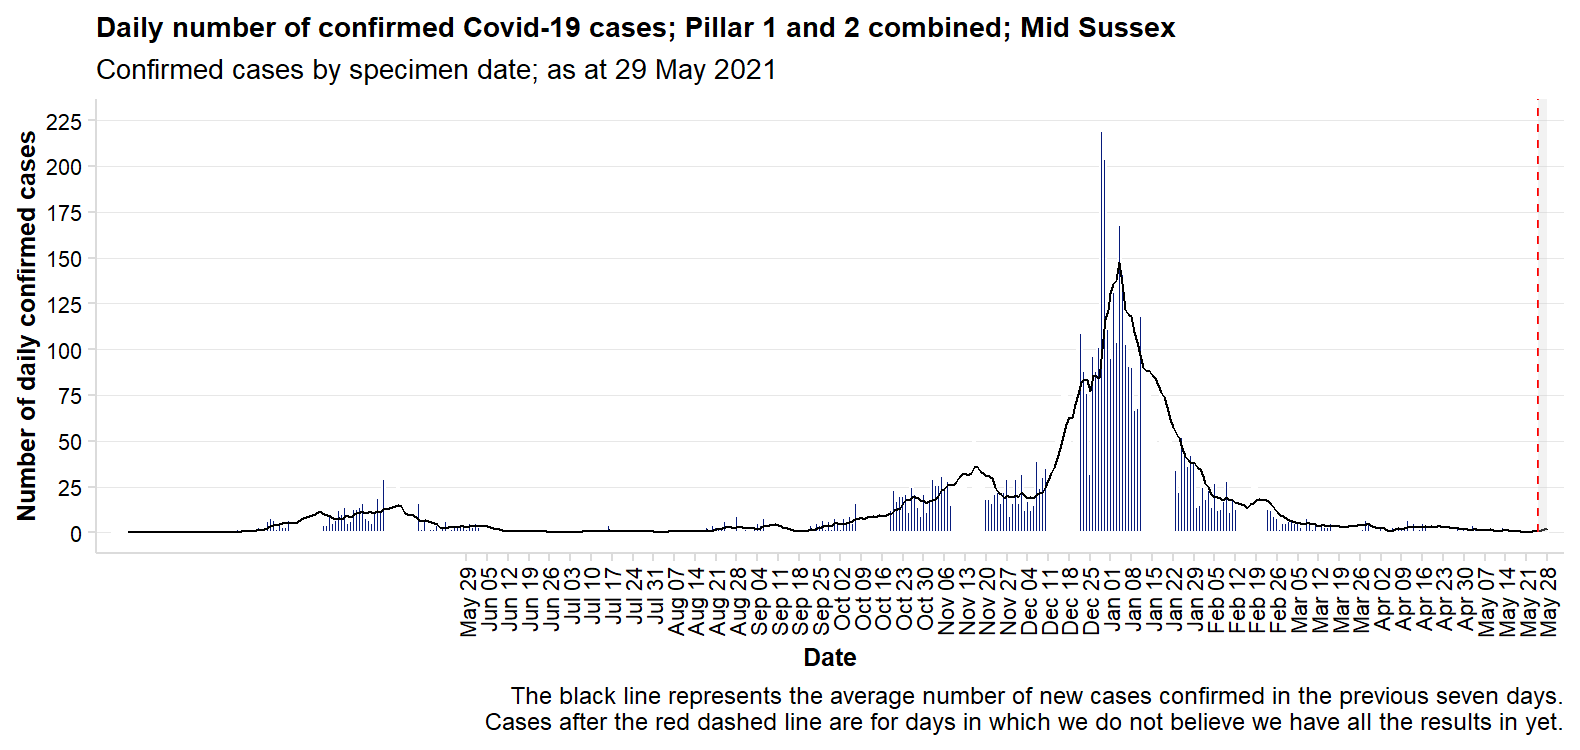 Daily number of confirmed Covid-19 cases; Pillar 1 and 2 combined; Mid Sussex
Confirmed cases by specimen date; as at 29 May 2021
Number of daily confirmed cases
225
200
175
150
125
100
75
50
25
0
May 29
Jun 05
Jun 12
Jun 19
Jun 26
Jul 03
Jul 10
Jul 17
Jul 24
Jul 31
Aug 07
Aug 14
Aug 21
Aug 28
Sep 04
Sep 11
Sep 18
Sep 25
Oct 02
Oct 09
Oct 16
Oct 23
Oct 30
Nov 06
Nov 13
Nov 20
Nov 27
Dec 04
Dec 11
Dec 18
Dec 25
Jan 01
Jan 08
Jan 15
Jan 22
Jan 29
Feb 05
Feb 12
Feb 19
Feb 26
Mar 05
Mar 12
Mar 19
Mar 26
Apr 02
Apr 09
Apr 16
Apr 23
Apr 30
May 07
May 14
May 21
May 28
Date
The black line represents the average number of new cases confirmed in the previous seven days.
Cases after the red dashed line are for days in which we do not believe we have all the results in yet.